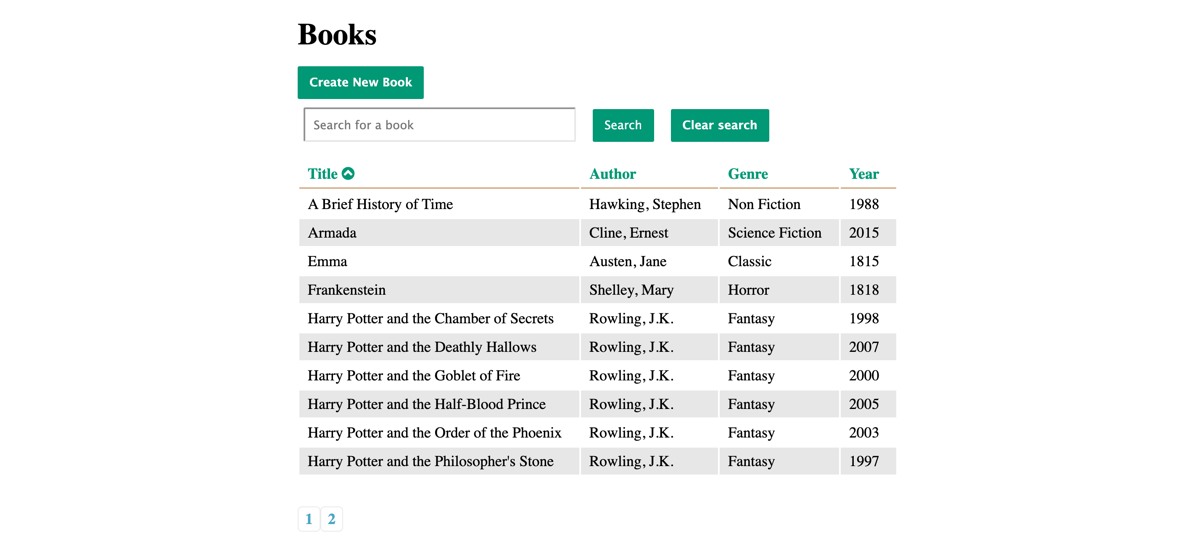 Books
Create New Book
Search for a book Search Clear search
Title Author Genre Year
A Brief History of Time Hawking, Stephen Non Fiction 1988
Armada Cline, Ernest Science Fiction 2015
Emma Austen, Jane Classic 1815
Frankenstein Shelley, Mary Horror 1818
Harry Potter and the Chamber of Secrets Rowling, J.K. Fantasy 1998
Harry Potter and the Deathly Hallows Rowling, J.K. Fantasy 2007
Harry Potter and the Goblet of Fire Rowling, J.K. Fantasy 2000
Harry Potter and the Half-Blood Prince Rowling, J.K. Fantasy 2005
Harry Potter and the Order of the Phoenix Rowling, J.K. Fantasy 2003
Harry Potter and the Philosopher's Stone Rowling, J.K. Fantasy 1997
1 2